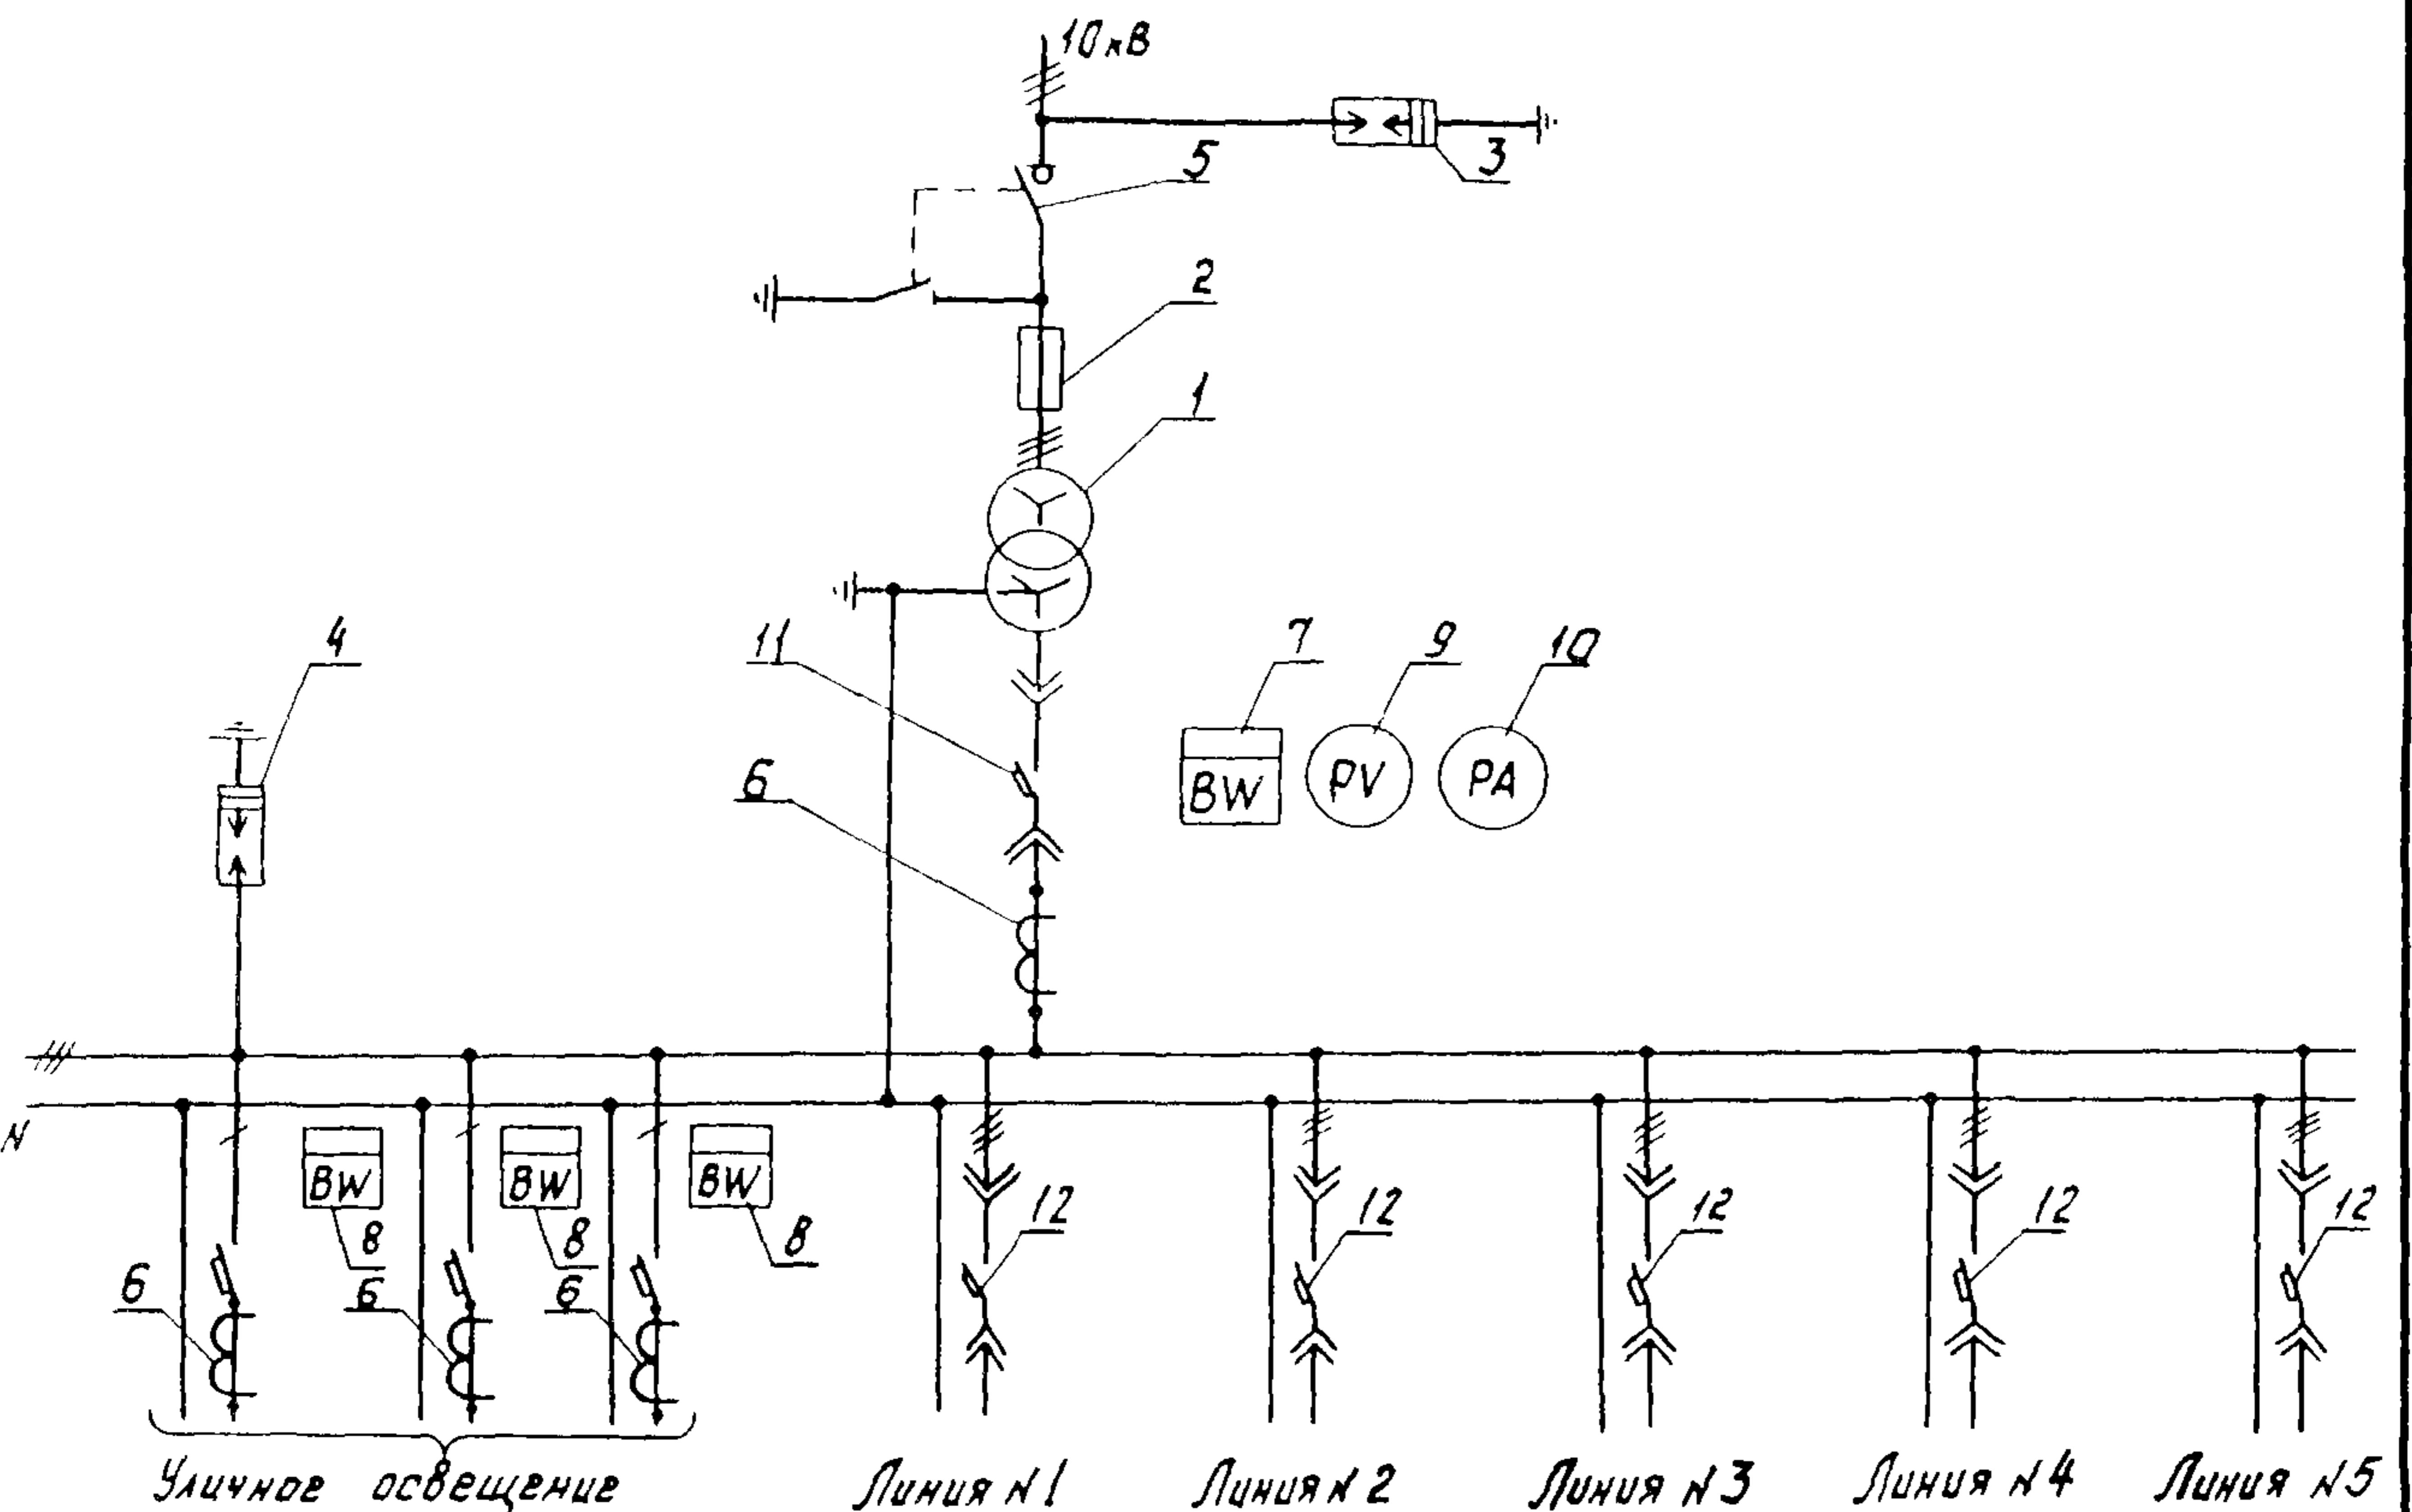 10кВ
5
3
2
1
4
11
7
9
10
6
BW
PV
PA
N
BW
BW
BW
8
8
8
12
12
12
12
12
6
6
6
Уличное освещение
Линия N1
Линия N2
Линия N3
Линия N4
Линия N5